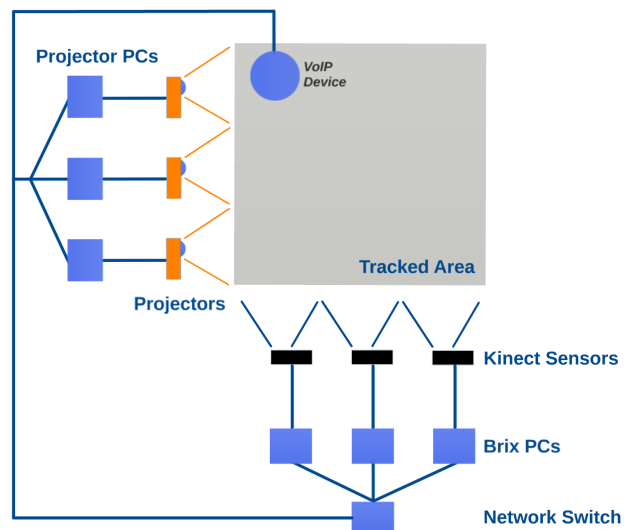 Projector PCs
VoIP
Device
Tracked Area
Projectors
Kinect Sensors
Brix PCs
Network Switch